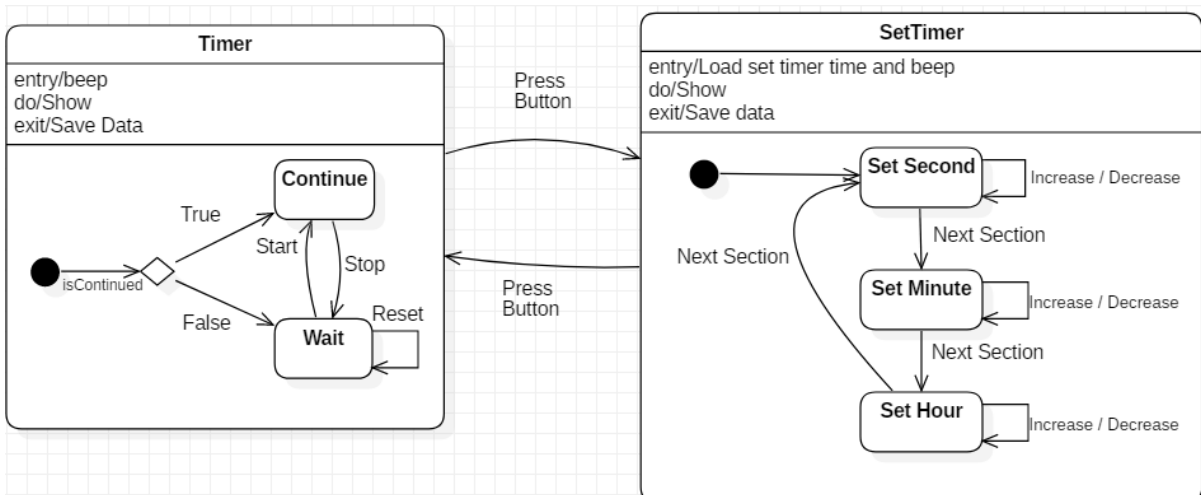 Timer
entry/beep
do/Show
exit/Save Data
Continue
True
Start
Stop
isContinued
False
Reset
Wait
Press
Button
Press
Button
SetTimer
entry/Load set timer time and beep
do/Show
exit/Save data
Set Second
Increase / Decrease
Next Section
Next Section
Set Minute
Increase / Decrease
Next Section
Set Hour
Increase / Decrease